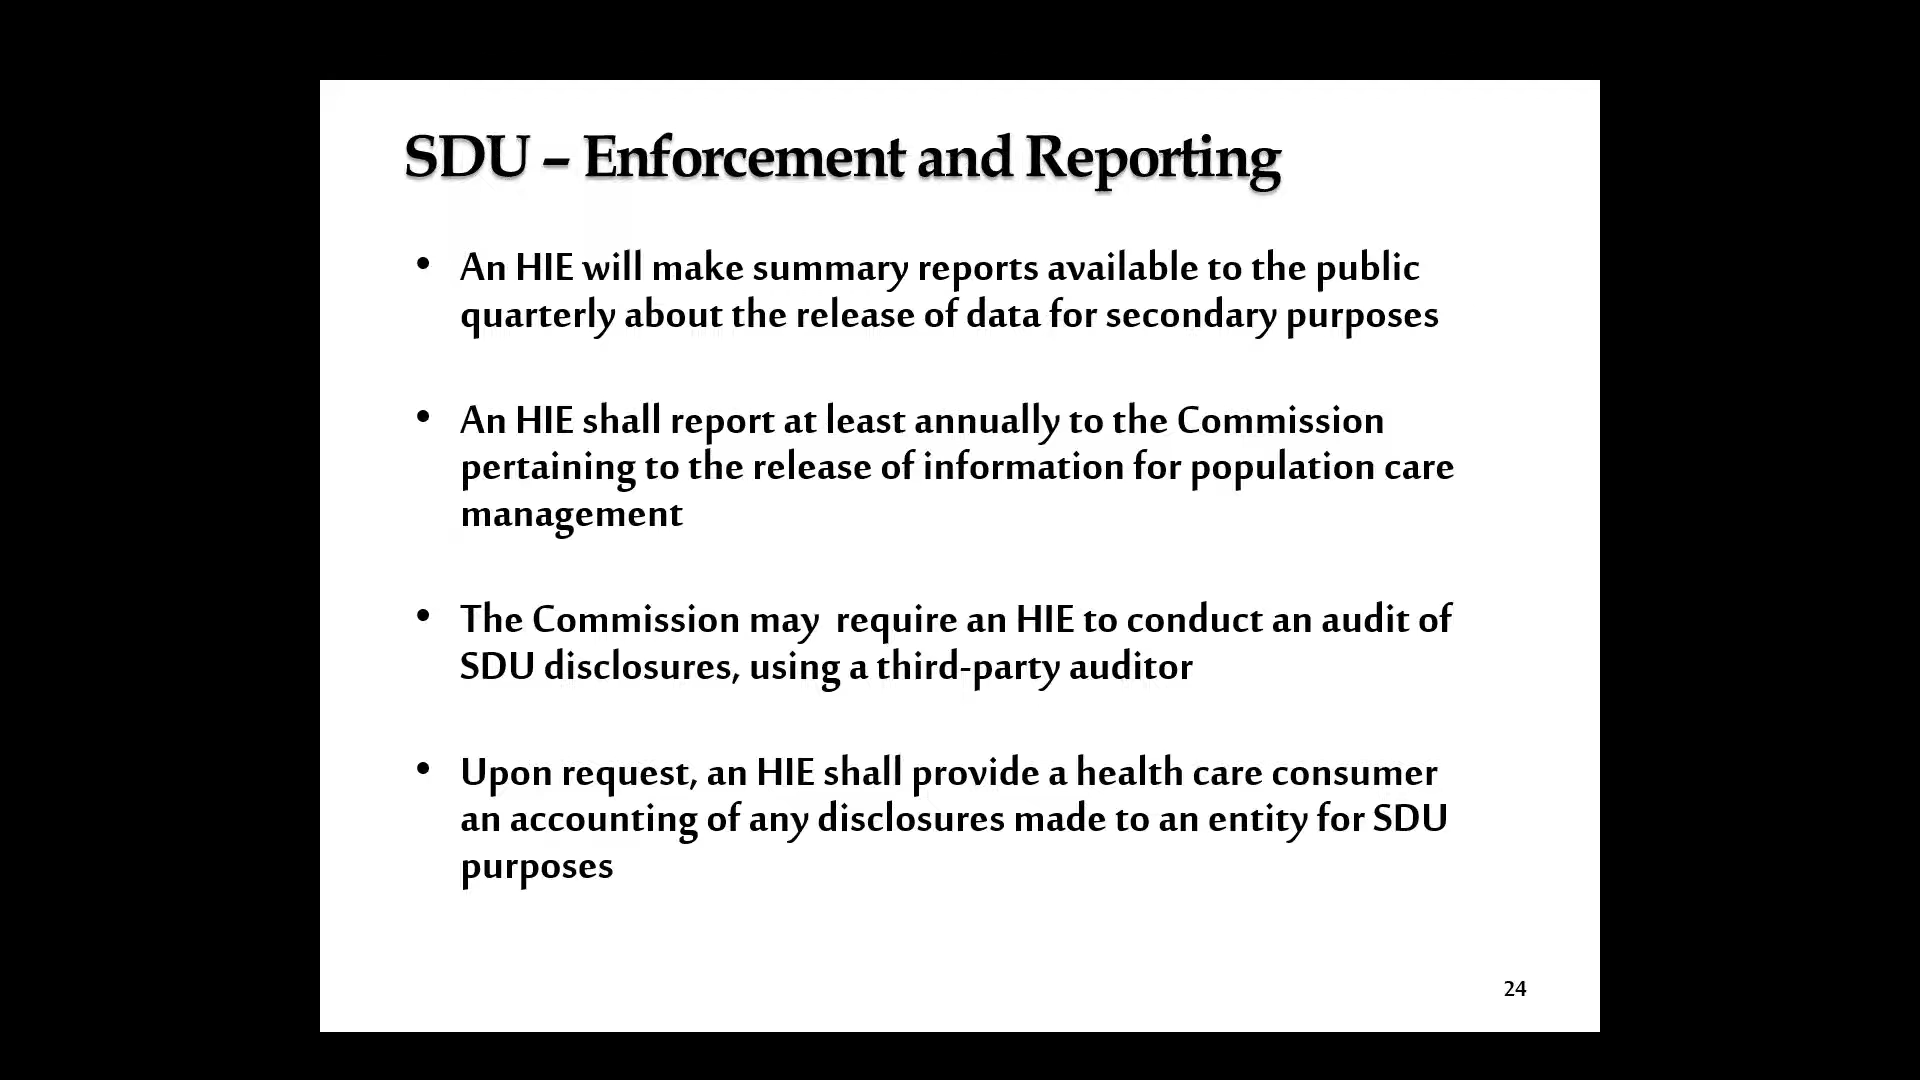 SDU – Enforcement and Reporting
• An HIE will make summary reports available to the public
quarterly about the release of data for secondary purposes
• An HIE shall report at least annually to the Commission
pertaining to the release of information for population care
management
• The Commission may  require an HIE to conduct an audit of
SDU disclosures, using a third-party auditor
• Upon request, an HIE shall provide a health care consumer
an accounting of any disclosures made to an entity for SDU
purposes
24